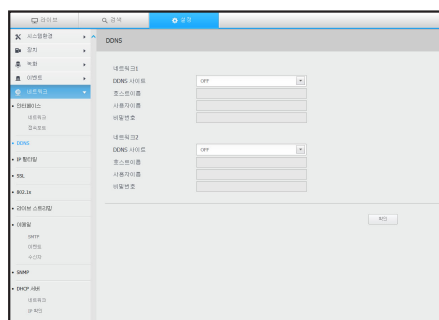 라이브
검색
설정
시스템환경
장치
녹화
이벤트
네트워크
인터페이스
네트워크
접속포트
DDNS
IP 필터링
SSL
802.1x
라이브 스트리밍
이메일
SMTP
이벤트
수신자
SNMP
DHCP 서버
네트워크
IP 확인
DDNS
네트워크1
DDNS 사이트 OFF
호스트이름
사용자이름
비밀번호
네트워크2
DDNS 사이트 OFF
호스트이름
사용자이름
비밀번호
확인